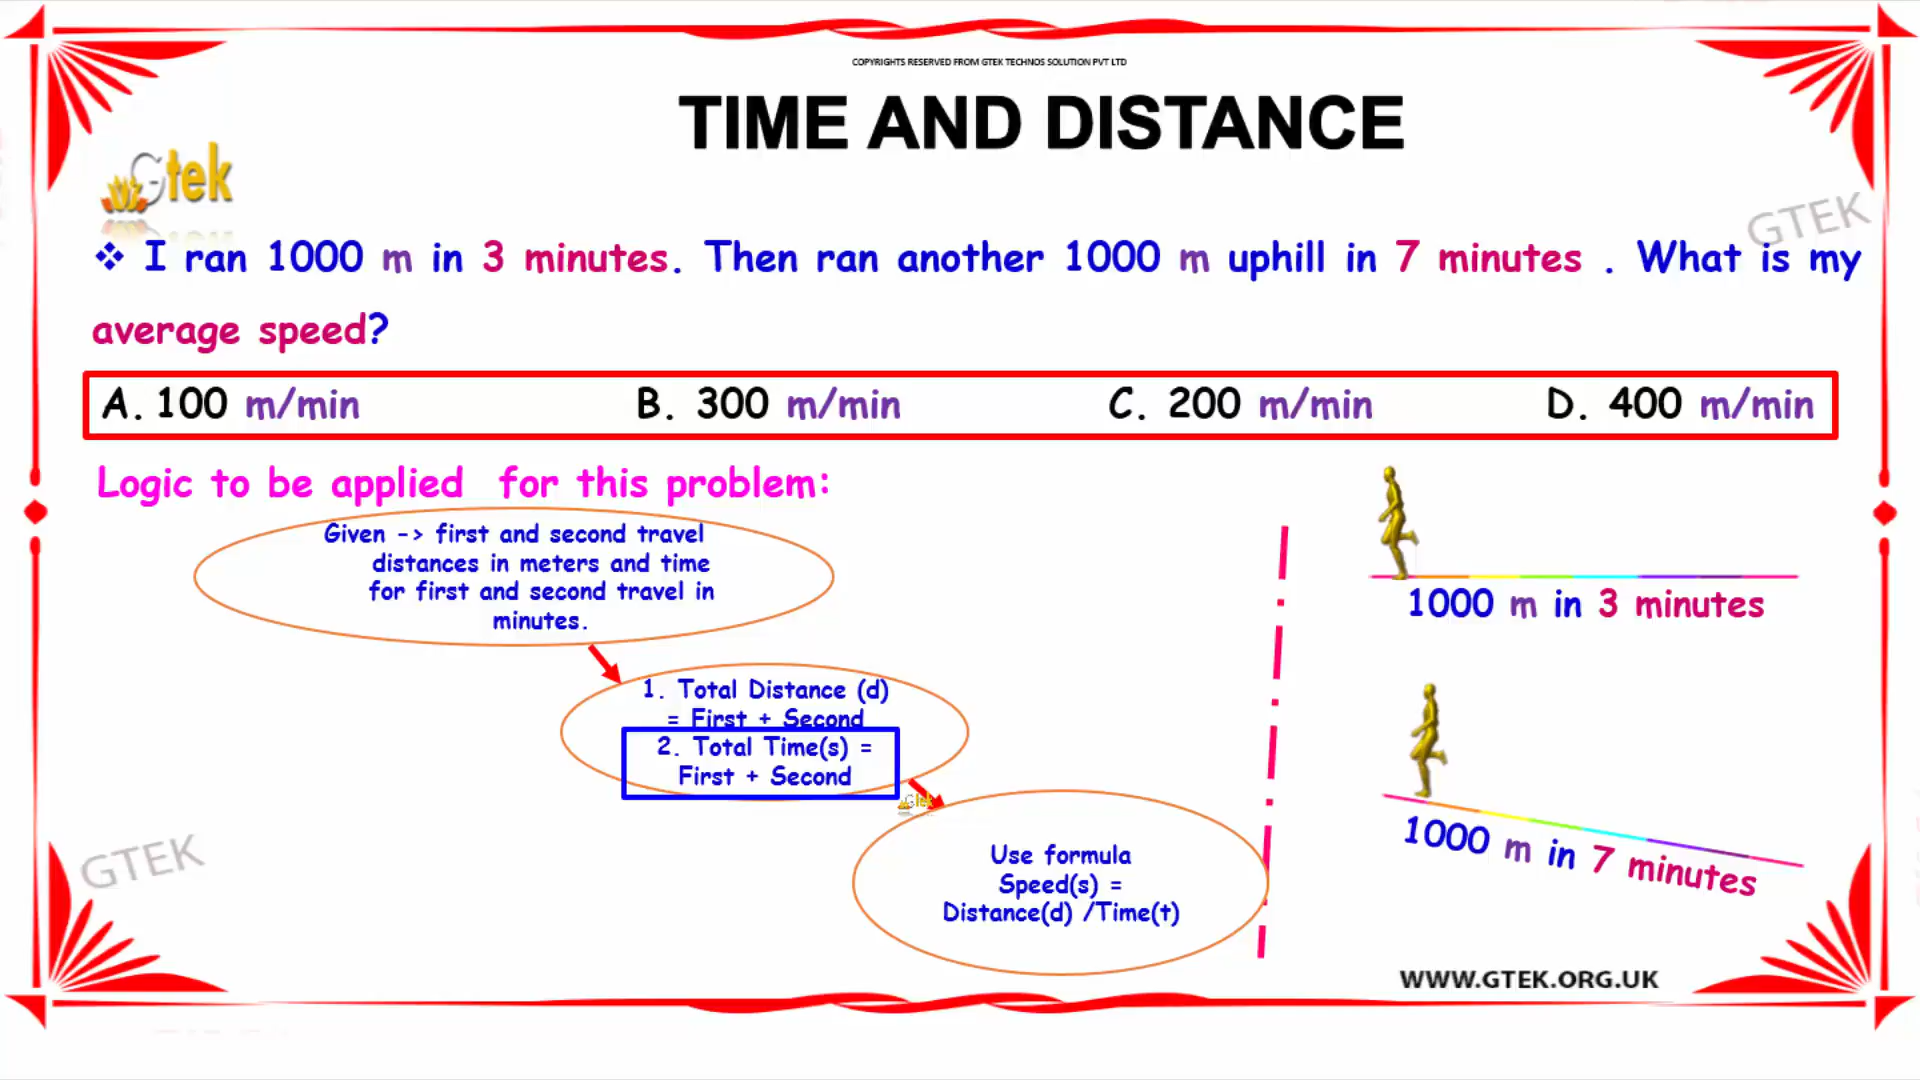 COPYRIGHTS RESERVED FROM GTEK TECHNOS SOLUTION PVT LTD
TIME AND DISTANCE
Gtek
GTEK
❖ I ran 1000 m in 3 minutes. Then ran another 1000 m uphill in 7 minutes . What is my
average speed?
A. 100 m/min B. 300 m/min C. 200 m/min D. 400 m/min
Logic to be applied for this problem:
Given -> first and second travel
distances in meters and time
for first and second travel in
minutes.
1. Total Distance (d)
= First + Second
2. Total Time(s) =
First + Second
Gtek
Use formula
Speed(s) =
Distance(d) /Time(t)
1000 m in 3 minutes
1000 m in 7 minutes
GTEK
WWW.GTEK.ORG.UK